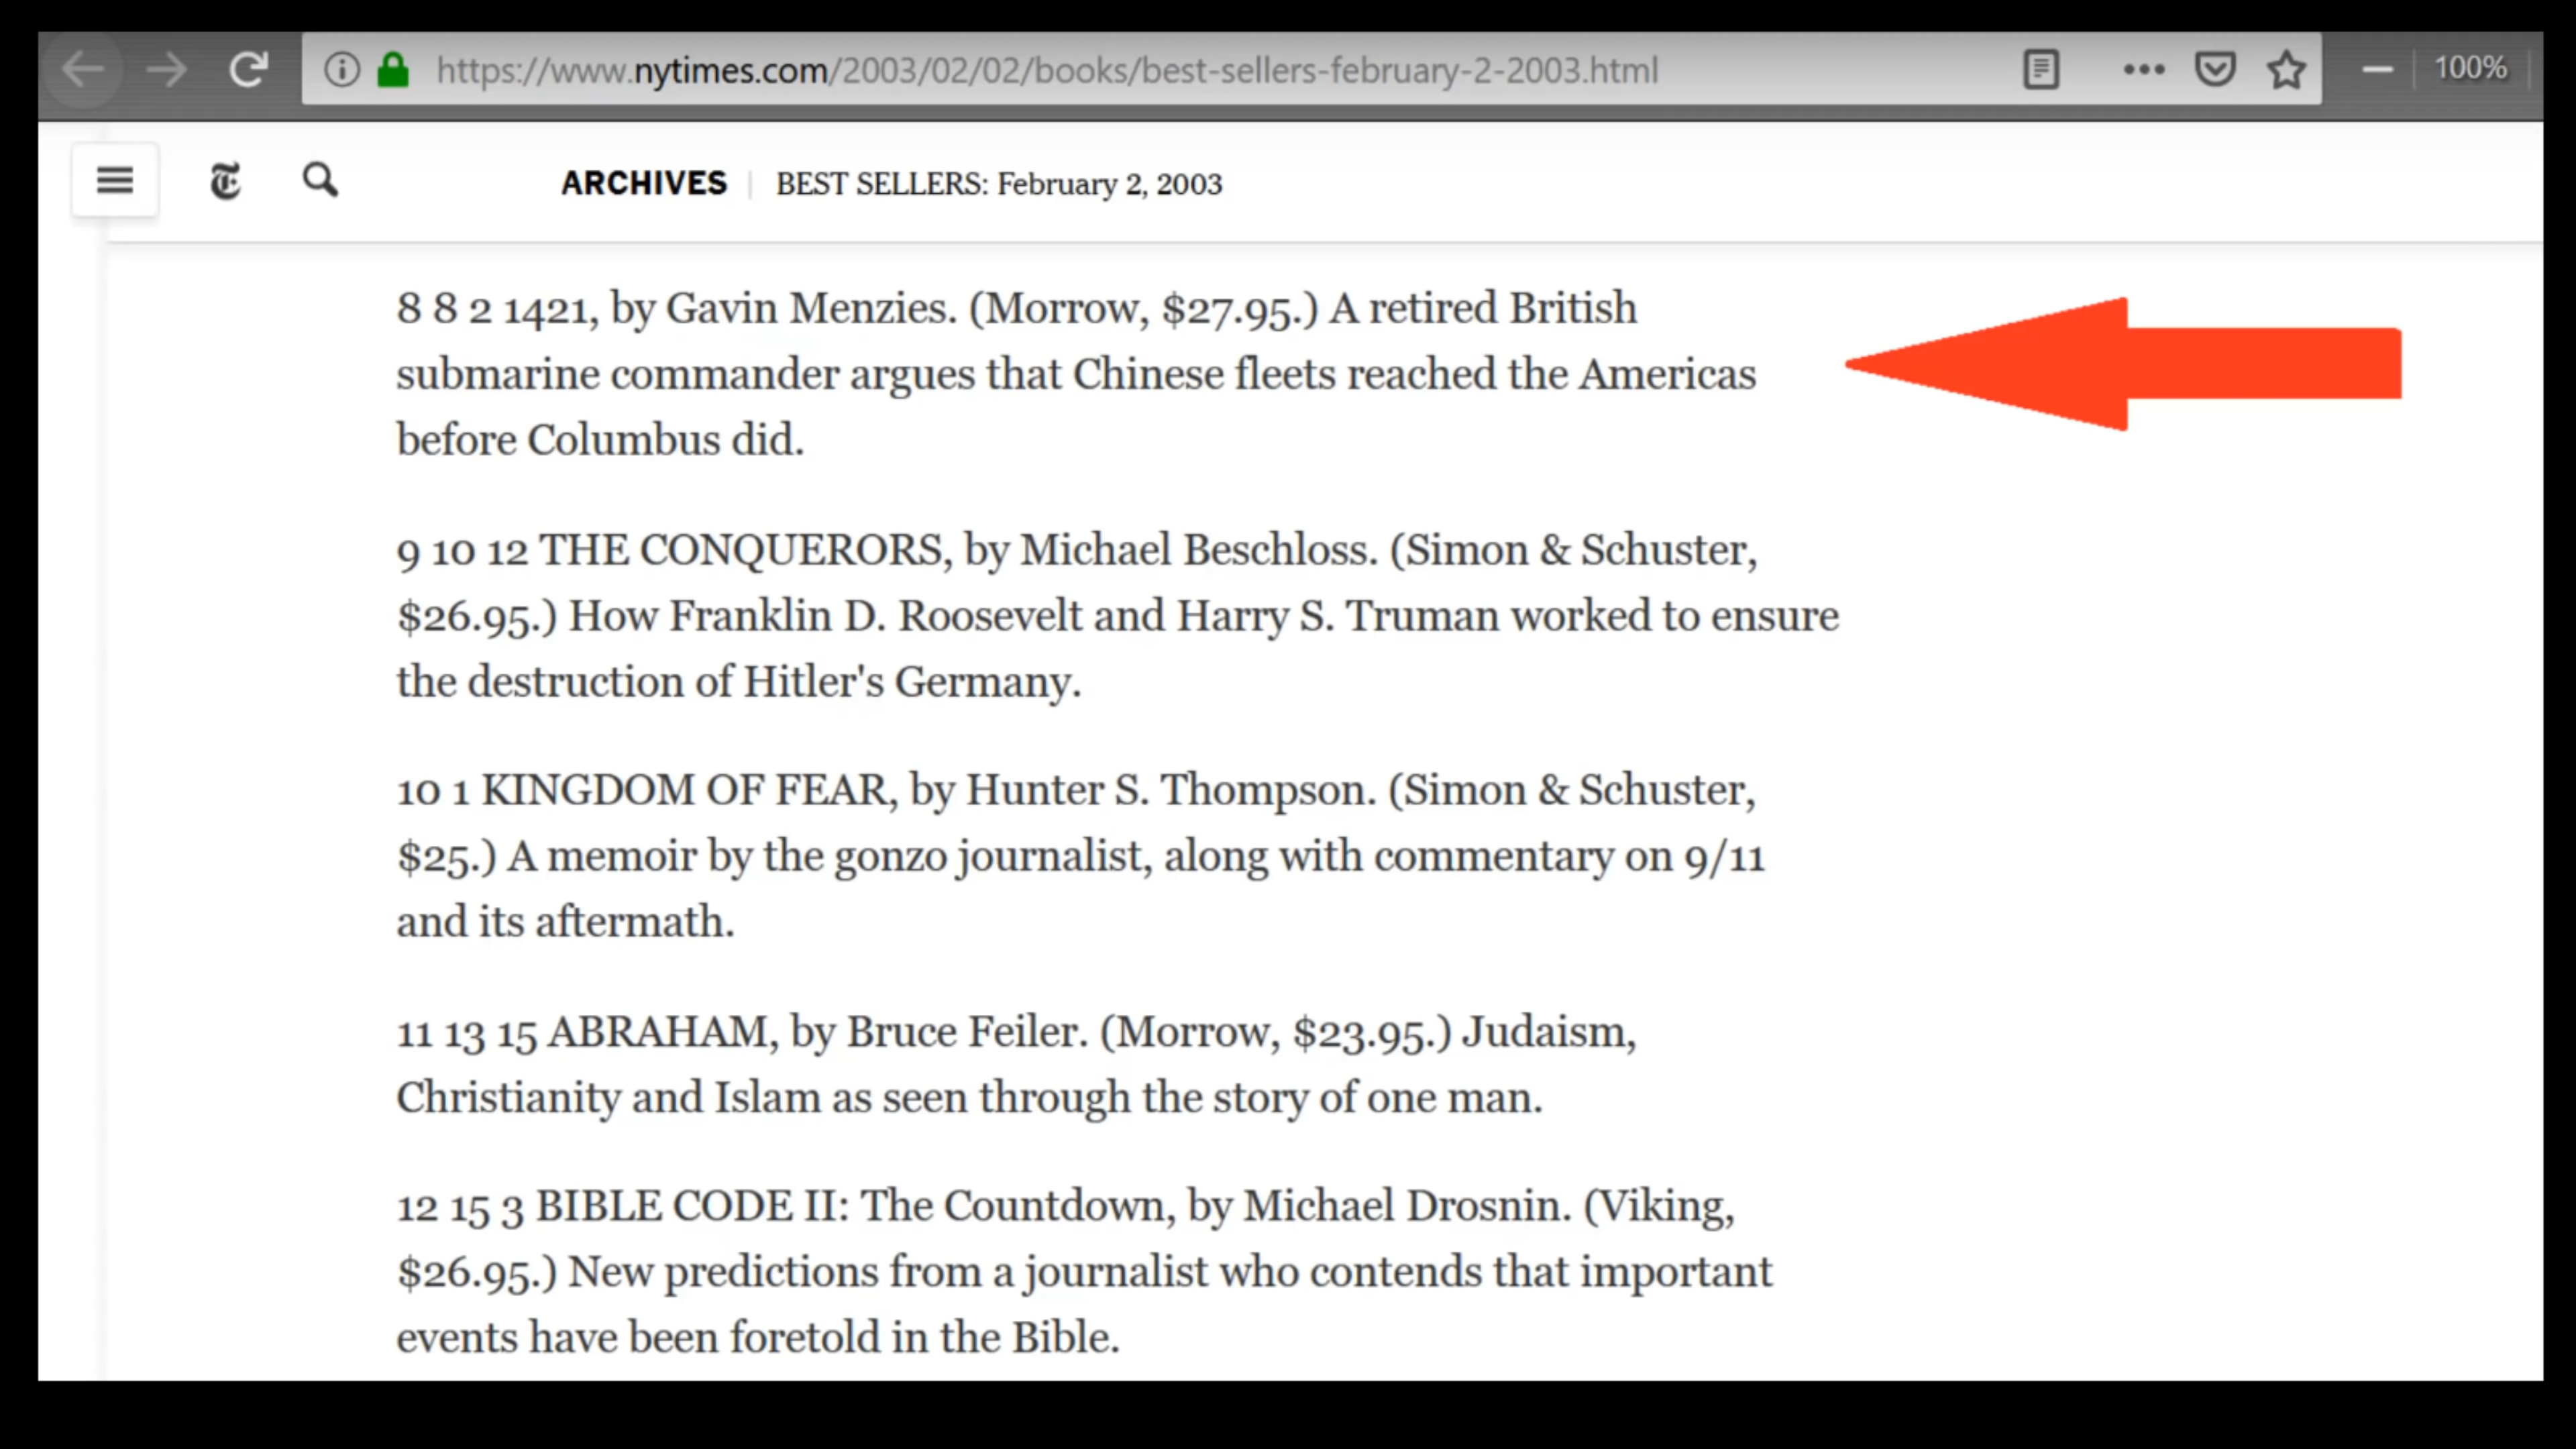 https://www.nytimes.com/2003/02/02/books/best-sellers-february-2-2003.html
100%
ARCHIVES | BEST SELLERS: February 2, 2003
8 8 2 1421, by Gavin Menzies. (Morrow, $27.95.) A retired British
submarine commander argues that Chinese fleets reached the Americas
before Columbus did.
9 10 12 THE CONQUERORS, by Michael Beschloss. (Simon & Schuster,
$26.95.) How Franklin D. Roosevelt and Harry S. Truman worked to ensure
the destruction of Hitler's Germany.
10 1 KINGDOM OF FEAR, by Hunter S. Thompson. (Simon & Schuster,
$25.) A memoir by the gonzo journalist, along with commentary on 9/11
and its aftermath.
11 13 15 ABRAHAM, by Bruce Feiler. (Morrow, $23.95.) Judaism,
Christianity and Islam as seen through the story of one man.
12 15 3 BIBLE CODE II: The Countdown, by Michael Drosnin. (Viking,
$26.95.) New predictions from a journalist who contends that important
events have been foretold in the Bible.